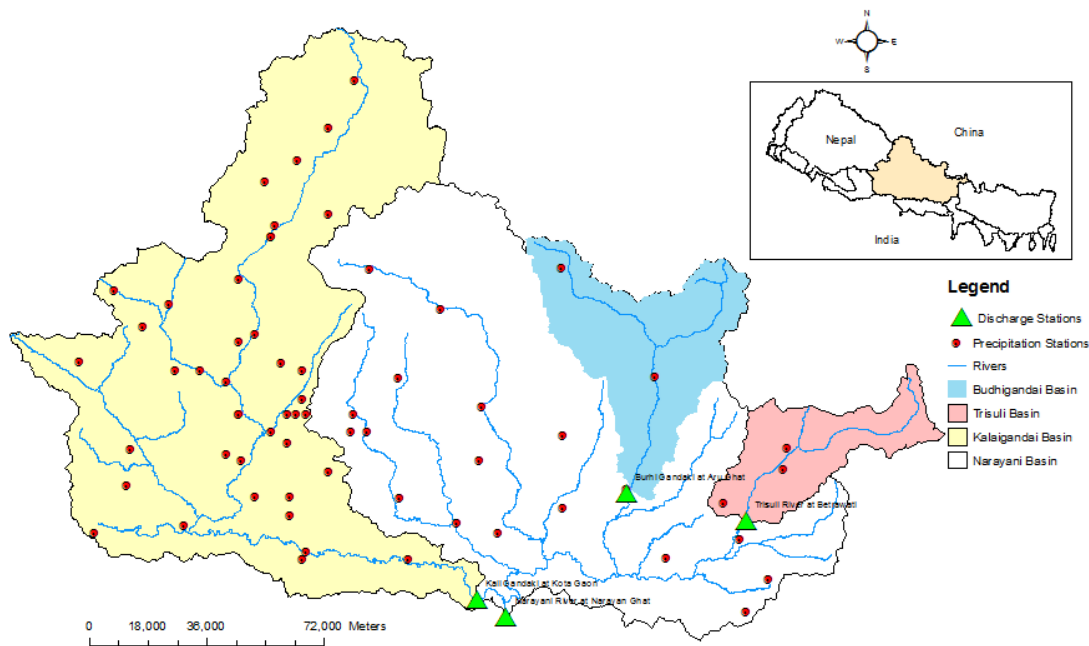 N
W E
S
Nepal
China
India
Legend
Discharge Stations
Precipitation Stations
Rivers
Budhigandai Basin
Trisuli Basin
Kalaigandai Basin
Narayani Basin
Burhi Gandaki at Aru Ghat
Trisuli River at Betrawati
Kali Gandaki at Kota Gaon
Narayani River at Narayan Ghat
0 18,000 36,000 72,000 Meters